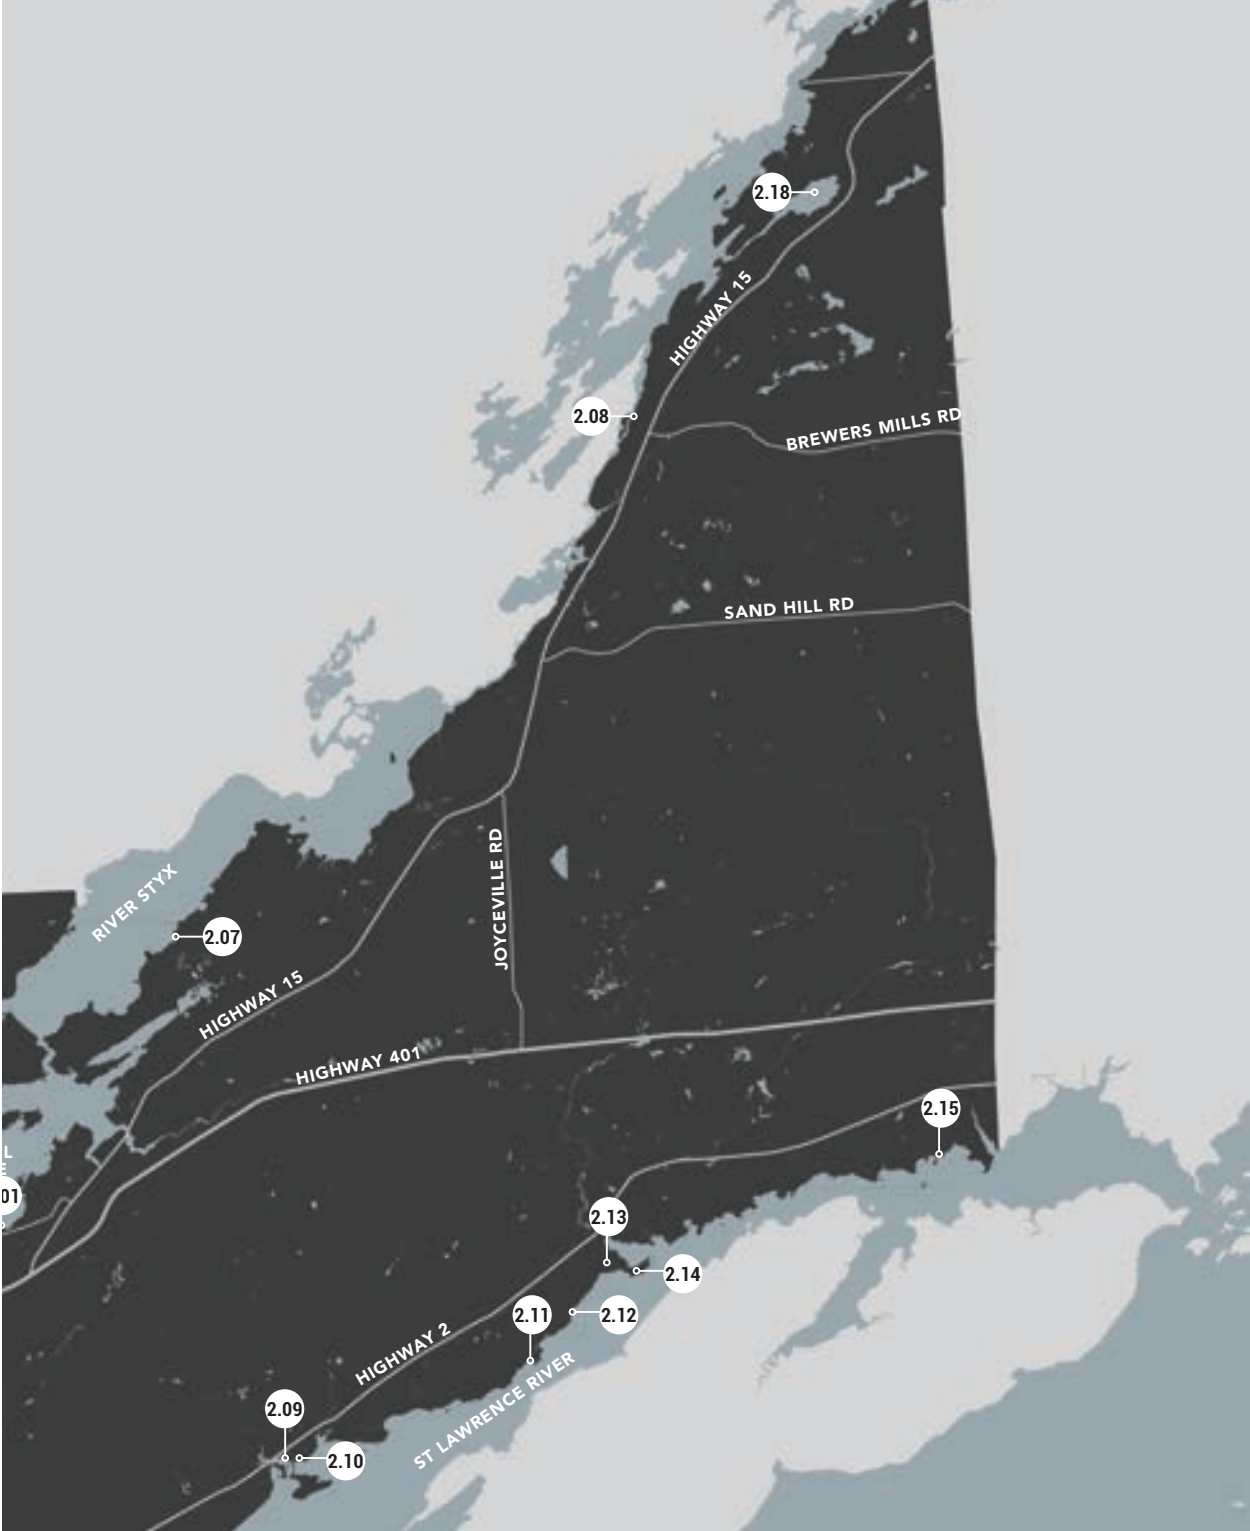 2.18
HIGHWAY 15
2.08
BREWERS MILLS RD
SAND HILL RD
JOYCEVILLE RD
RIVER STYX
2.07
HIGHWAY 15
HIGHWAY 401
2.15
L
E
01
2.13
2.14
2.11
2.12
HIGHWAY 2
ST LAWRENCE RIVER
2.09
2.10